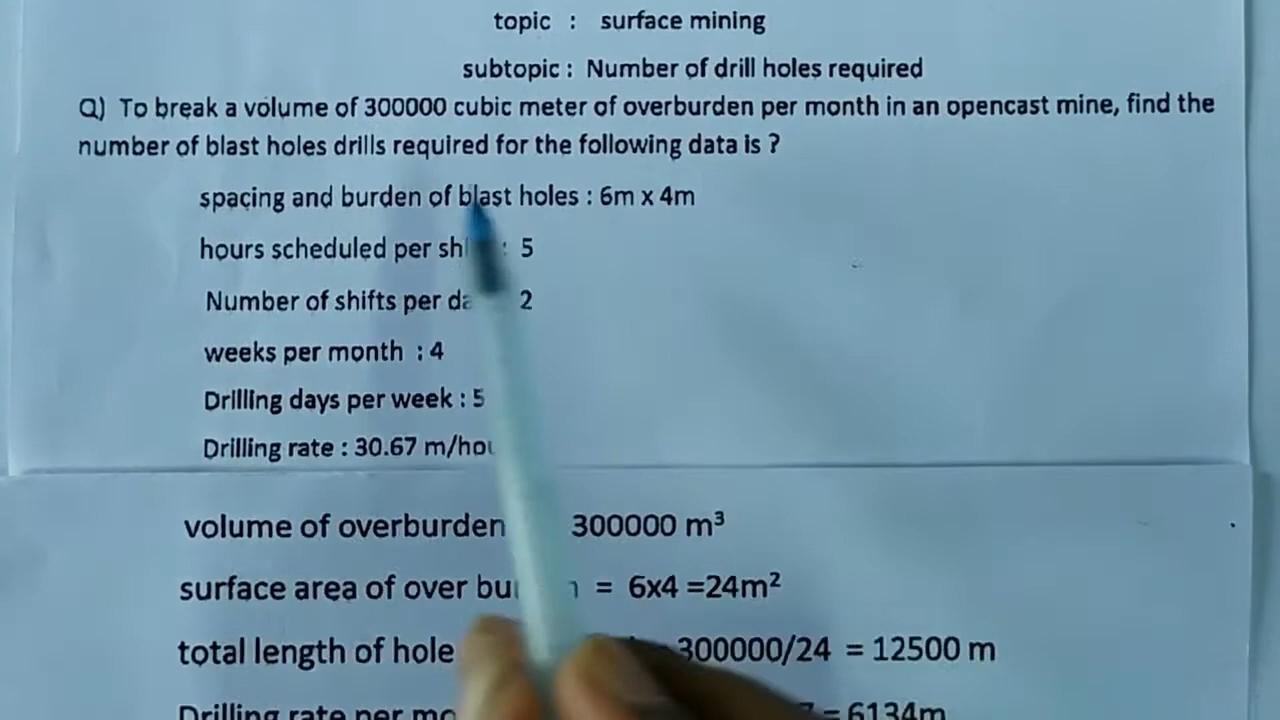 topic : surface mining
subtopic : Number of drill holes required
Q) To break a volume of 300000 cubic meter of overburden per month in an opencast mine, find the
number of blast holes drills required for the following data is ?
spacing and burden of blast holes : 6m x 4m
hours scheduled per : 5
Number of shifts per 2
weeks per month : 4
Drilling days per week : 5
Drilling rate : 30.67
volume of overburden 300000 m³
surface area of over = 6x4 =24m²
total length of hole 300000/24 = 12500 m
Drilling rate per = 6134m